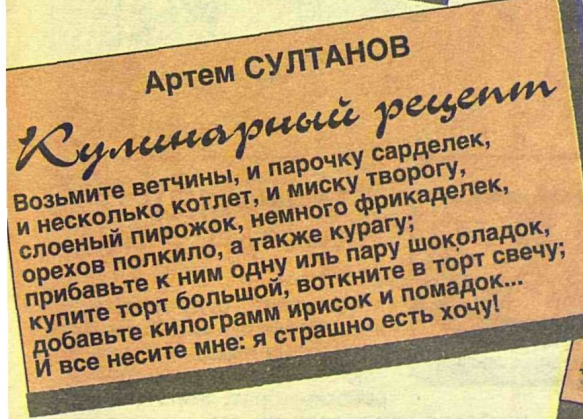 Артем СУЛТАНОВ
Кулинарный рецепт
Возьмите ветчины, и парочку сарделек,
и несколько котлет, и миску творогу,
слоеный пирожок, немного фрикаделек,
орехов полкило, а также курагу;
прибавьте к ним одну иль пару шоколадок,
купите торт большой, воткните в торт свечу;
добавьте килограмм ирисок и помадок...
И все несите мне: я страшно есть хочу!